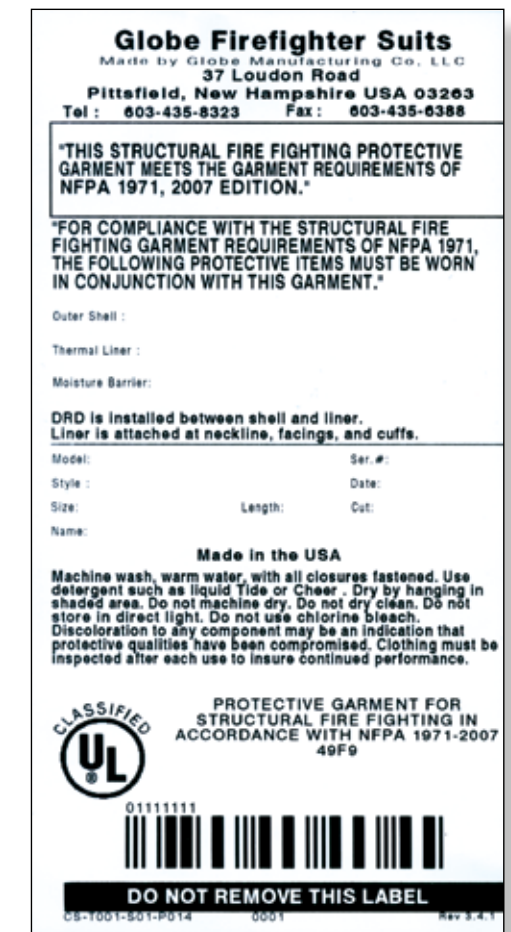 Globe Firefighter Suits
Made by Globe Manufacturing Co, LLC
37 Loudon Road
Pittsfield, New Hampshire USA 03263
Tel : 603-435-8323 Fax : 603-435-6388
"THIS STRUCTURAL FIRE FIGHTING PROTECTIVE
GARMENT MEETS THE GARMENT REQUIREMENTS OF
NFPA 1971, 2007 EDITION."
"FOR COMPLIANCE WITH THE STRUCTURAL FIRE
FIGHTING GARMENT REQUIREMENTS OF NFPA 1971,
THE FOLLOWING PROTECTIVE ITEMS MUST BE WORN
IN CONJUNCTION WITH THIS GARMENT."
Outer Shell :
Thermal Liner :
Moisture Barrier:
DRD is installed between shell and liner.
Liner is attached at neckline, facings, and cuffs.
Model: Ser.#:
Style : Date:
Size: Length: Cut:
Name:
Made in the USA
Machine wash, warm water, with all closures fastened. Use
detergent such as liquid Tide or Cheer . Dry by hanging in
shaded area. Do not machine dry. Do not dry clean. Do not
store in direct light. Do not use chlorine bleach.
Discoloration to any component may be an indication that
protective qualities have been compromised. Clothing must be
inspected after each use to insure continued performance.
CLASSIFIED
UL
®
PROTECTIVE GARMENT FOR
STRUCTURAL FIRE FIGHTING IN
ACCORDANCE WITH NFPA 1971-2007
49F9
01111111
DO NOT REMOVE THIS LABEL
CS-T001-S01-P014 0001 Rev 3.4.1